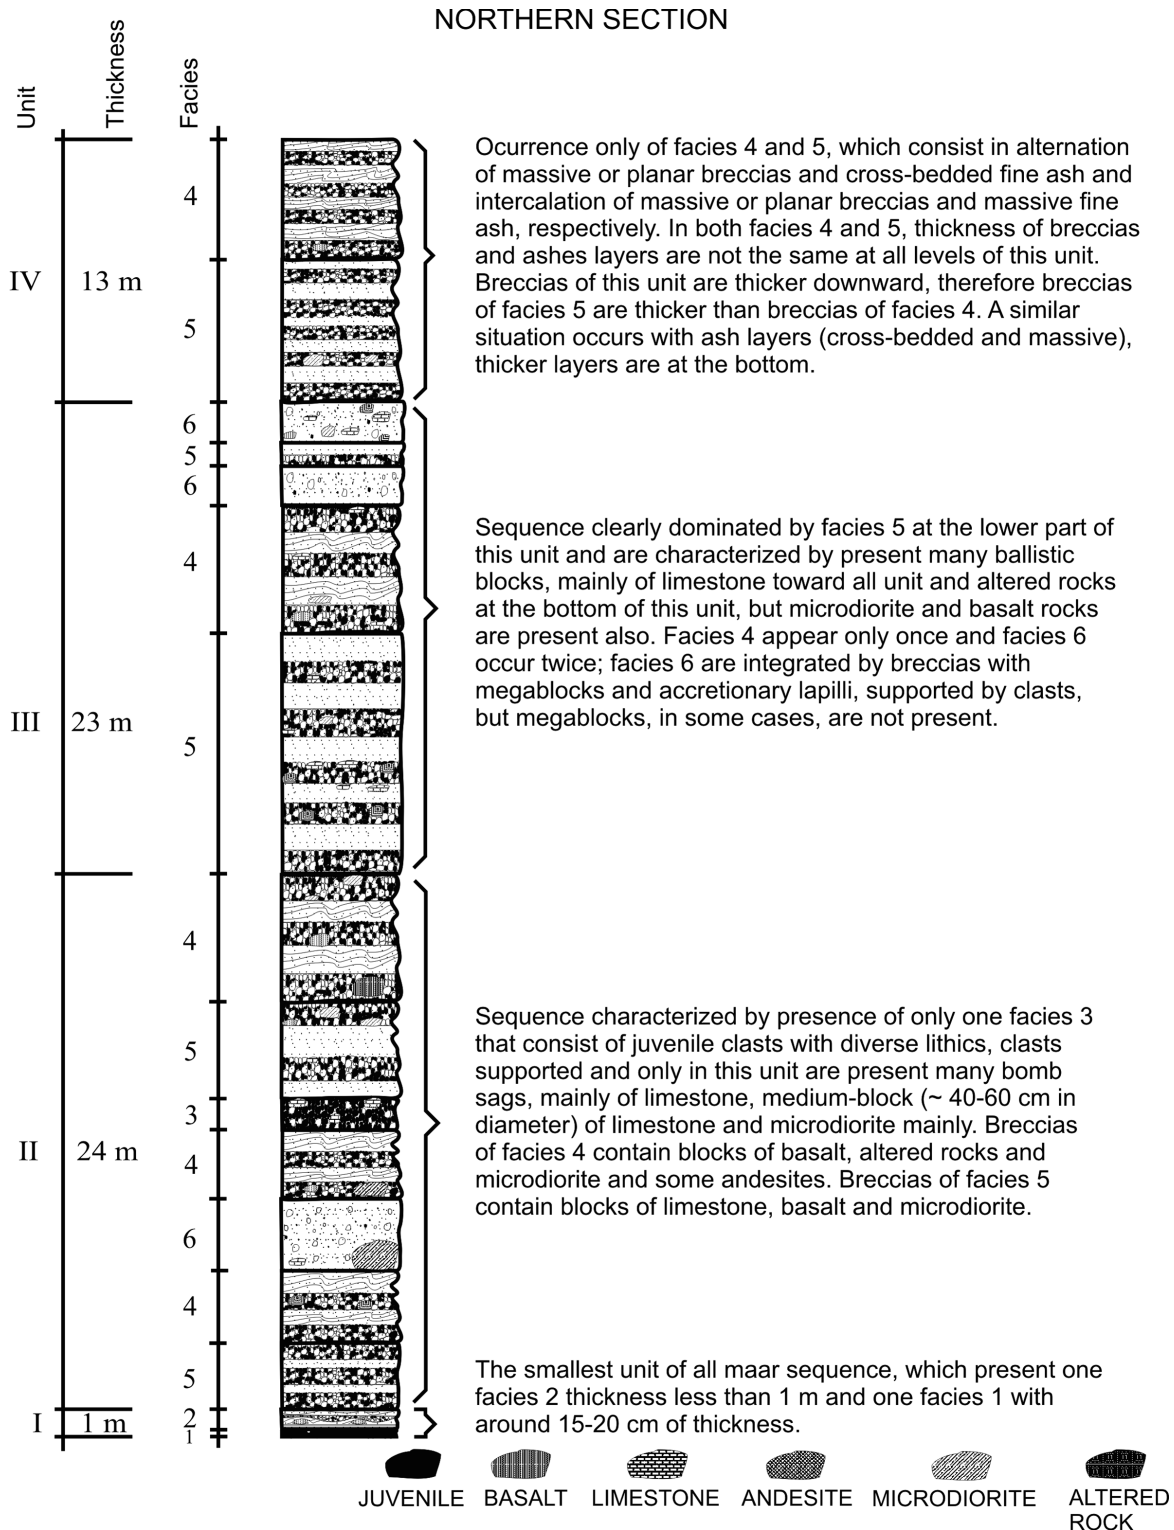 NORTHERN SECTION
Unit
Thickness
Facies
IV
13 m
4
5
Ocurrence only of facies 4 and 5, which consist in alternation
of massive or planar breccias and cross-bedded fine ash and
intercalation of massive or planar breccias and massive fine
ash, respectively. In both facies 4 and 5, thickness of breccias
and ashes layers are not the same at all levels of this unit.
Breccias of this unit are thicker downward, therefore breccias
of facies 5 are thicker than breccias of facies 4. A similar
situation occurs with ash layers (cross-bedded and massive),
thicker layers are at the bottom.
III
23 m
6
5
6
4
5
Sequence clearly dominated by facies 5 at the lower part of
this unit and are characterized by present many ballistic
blocks, mainly of limestone toward all unit and altered rocks
at the bottom of this unit, but microdiorite and basalt rocks
are present also. Facies 4 appear only once and facies 6
occur twice; facies 6 are integrated by breccias with
megablocks and accretionary lapilli, supported by clasts,
but megablocks, in some cases, are not present.
II
24 m
4
5
3
4
6
4
5
Sequence characterized by presence of only one facies 3
that consist of juvenile clasts with diverse lithics, clasts
supported and only in this unit are present many bomb
sags, mainly of limestone, medium-block (~ 40-60 cm in
diameter) of limestone and microdiorite mainly. Breccias
of facies 4 contain blocks of basalt, altered rocks and
microdiorite and some andesites. Breccias of facies 5
contain blocks of limestone, basalt and microdiorite.
I
1 m
2
1
The smallest unit of all maar sequence, which present one
facies 2 thickness less than 1 m and one facies 1 with
around 15-20 cm of thickness.
JUVENILE
BASALT
LIMESTONE
ANDESITE
MICRODIORITE
ALTERED
ROCK